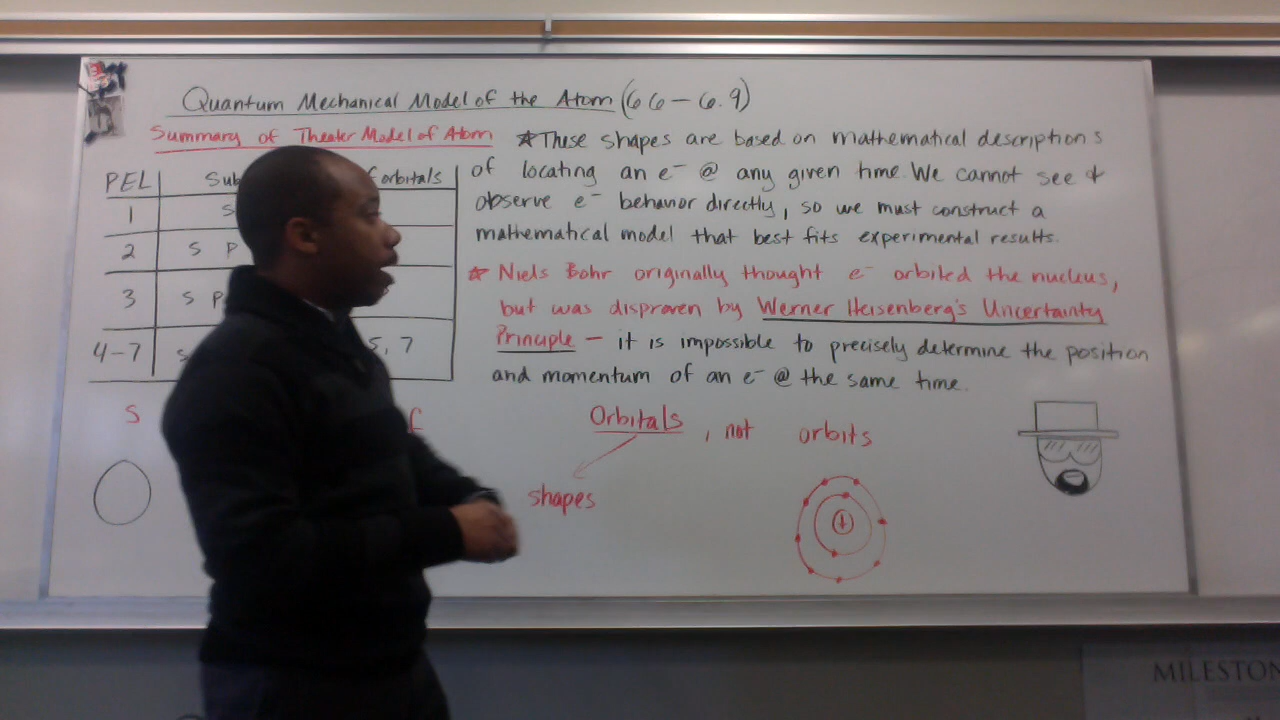 Quantum Mechanical Model of the Atom (6.6 - 6.9)
Summary of Theater Model of Atom
PEL Sub orbitals
1 s
2 s p
3 s p
4-7 s 5, 7
s f
★ These shapes are based on mathematical descriptions
of locating an e⁻ @ any given time. We cannot see &
observe e⁻ behavior directly, so we must construct a
mathematical model that best fits experimental results.
★ Niels Bohr originally thought e⁻ orbited the nucleus,
but was disproven by Werner Heisenberg's Uncertainty
Principle - it is impossible to precisely determine the position
and momentum of an e⁻ @ the same time.
Orbitals, not orbits
shapes
MILESTON